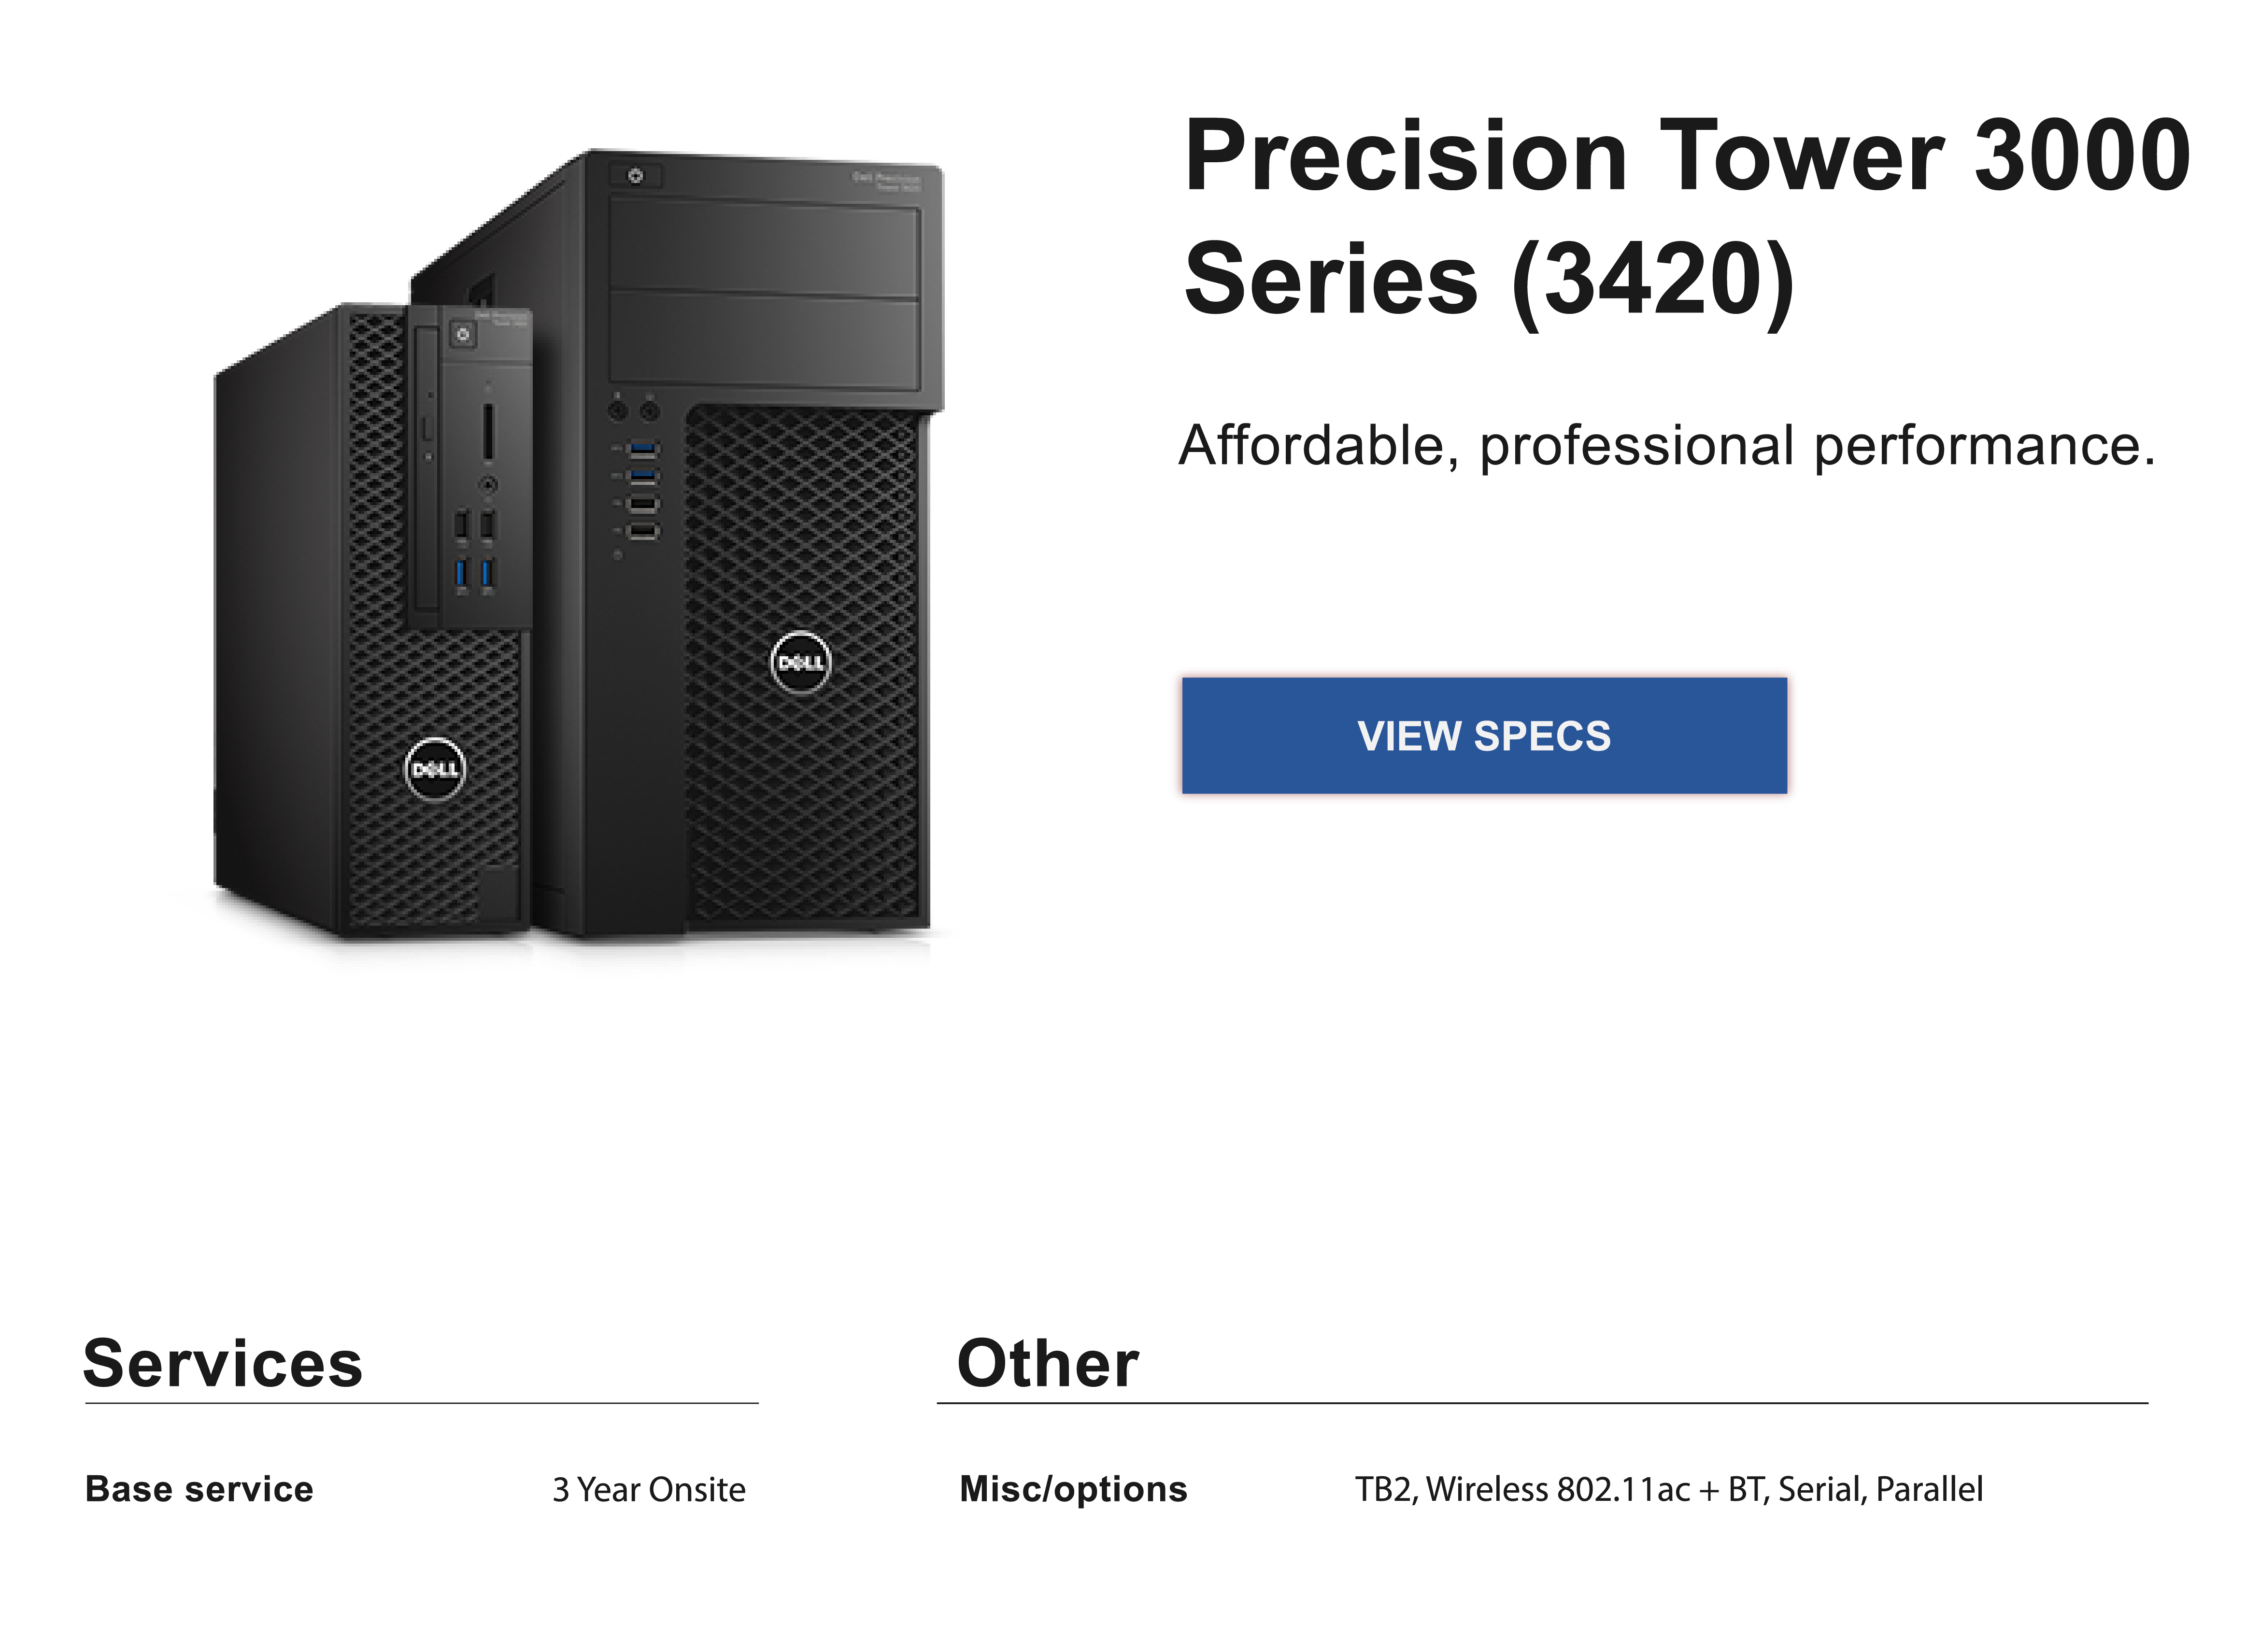 Precision Tower 3000
Series (3420)
Affordable, professional performance.
VIEW SPECS
DELL
DELL
Services
Other
Base service 3 Year Onsite
Misc/options TB2, Wireless 802.11ac + BT, Serial, Parallel